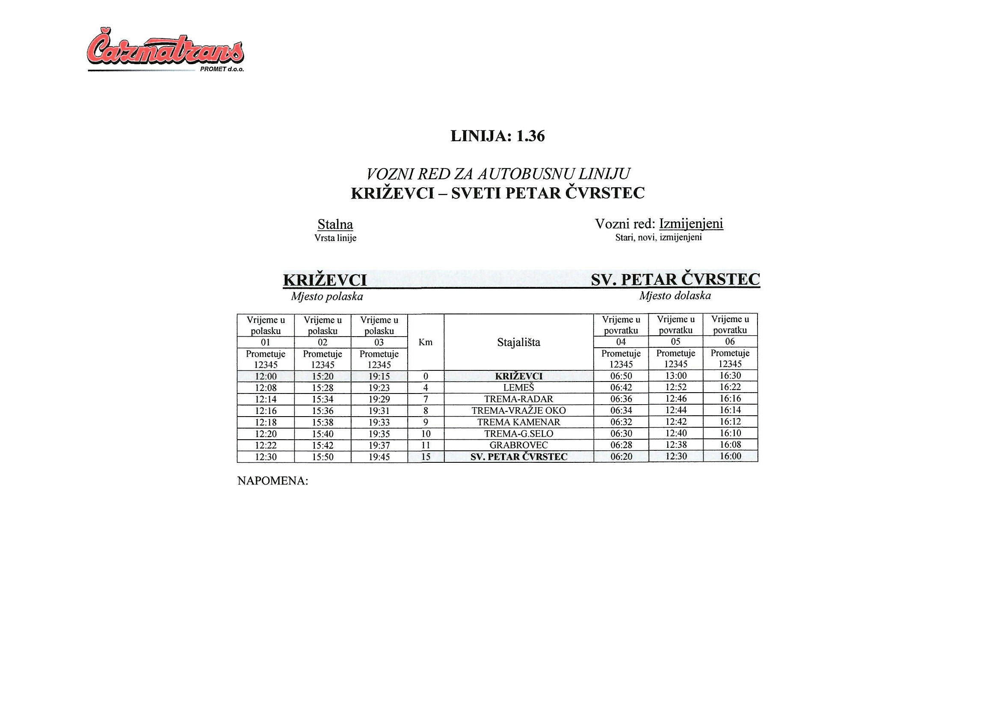 Čazmatrans
PROMET d.o.o.
LINIJA: 1.36
VOZNI RED ZA AUTOBUSNU LINIJU
KRIŽEVCI – SVETI PETAR ČVRSTEC
Stalna Vozni red: Izmijenjeni
Vrsta linije Stari, novi, izmijenjeni
KRIŽEVCI SV. PETAR ČVRSTEC
Mjesto polaska Mjesto dolaska
Vrijeme u Vrijeme u Vrijeme u Vrijeme u Vrijeme u Vrijeme u
polasku polasku polasku povratku povratku povratku
01 02 03 Km Stajališta 04 05 06
Prometuje Prometuje Prometuje Prometuje Prometuje Prometuje
12345 12345 12345 12345 12345 12345
12:00 15:20 19:15 0 KRIŽEVCI 06:50 13:00 16:30
12:08 15:28 19:23 4 LEMEŠ 06:42 12:52 16:22
12:14 15:34 19:29 7 TREMA-RADAR 06:36 12:46 16:16
12:16 15:36 19:31 8 TREMA-VRAŽJE OKO 06:34 12:44 16:14
12:18 15:38 19:33 9 TREMA KAMENAR 06:32 12:42 16:12
12:20 15:40 19:35 10 TREMA-G.SELO 06:30 12:40 16:10
12:22 15:42 19:37 11 GRABROVEC 06:28 12:38 16:08
12:30 15:50 19:45 15 SV. PETAR ČVRSTEC 06:20 12:30 16:00
NAPOMENA: